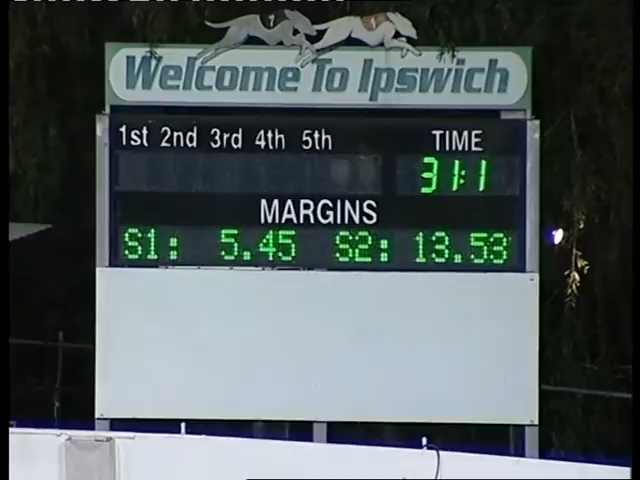 Welcome To Ipswich
1st 2nd 3rd 4th 5th TIME
31:1
MARGINS
S1: 5.45 S2: 13.53